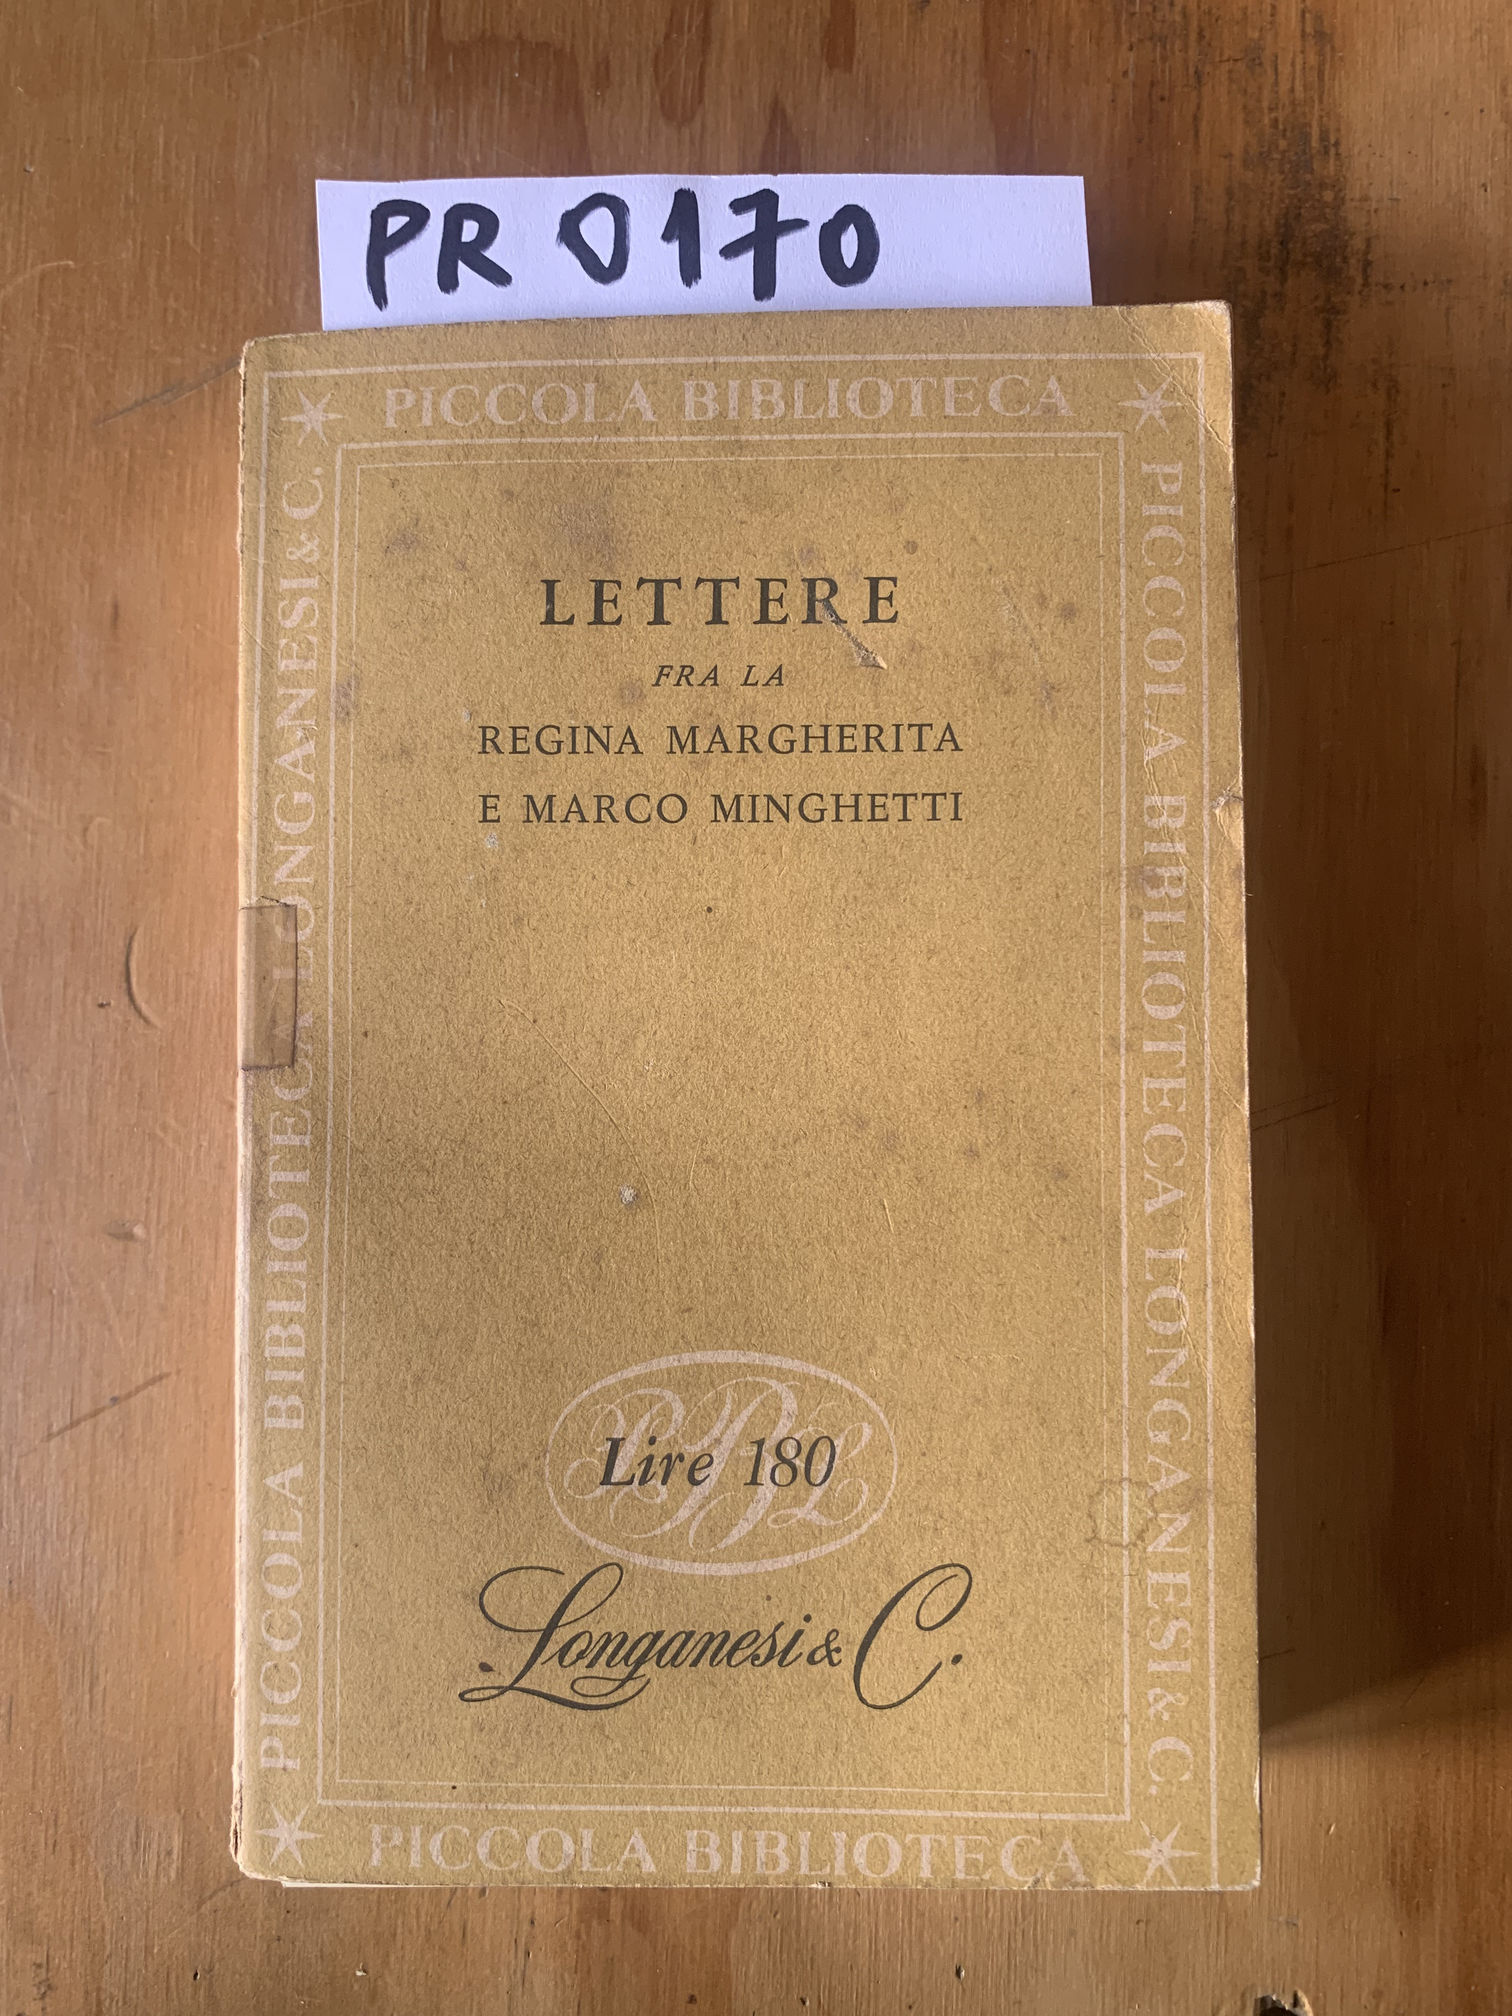 PR 0170
PICCOLA BIBLIOTECA
PICCOLA BIBLIOTECA LONGANESI & C.
PICCOLA BIBLIOTECA LONGANESI & C.
LETTERE
FRA LA
REGINA MARGHERITA
E MARCO MINGHETTI
PBL
Lire 180
Longanesi & C.
PICCOLA BIBLIOTECA